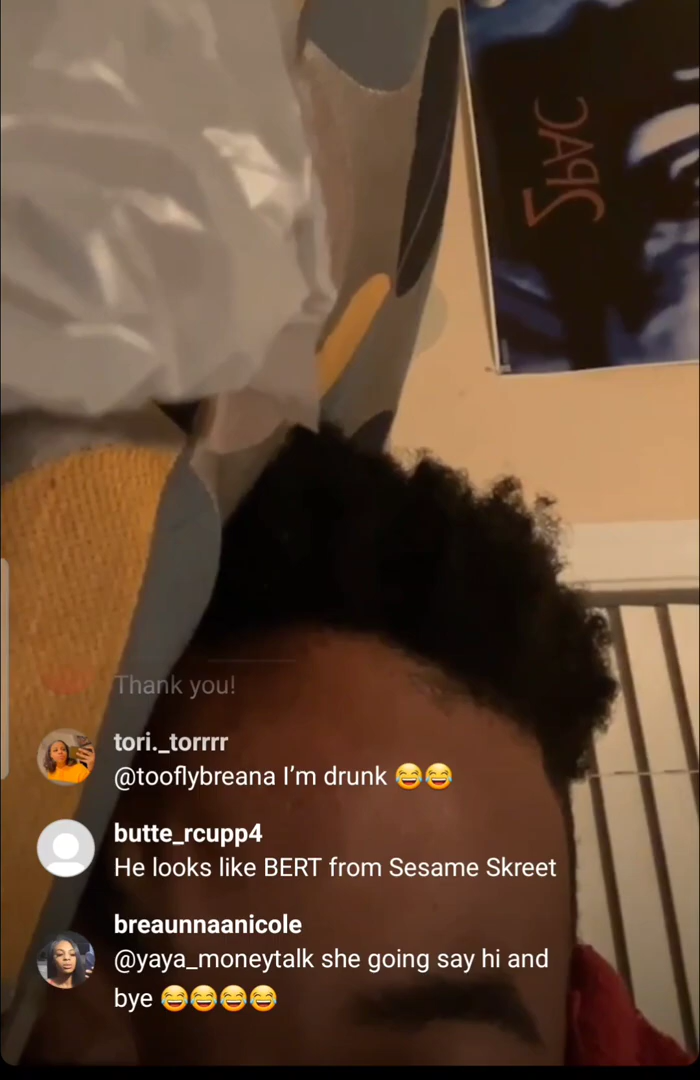 2PAC
Thank you!
tori._torrrr
@tooflybreana I’m drunk 😂😂
butte_rcupp4
He looks like BERT from Sesame Skreet
breaunnaanicole
@yaya_moneytalk she going say hi and
bye 😂😂😂😂